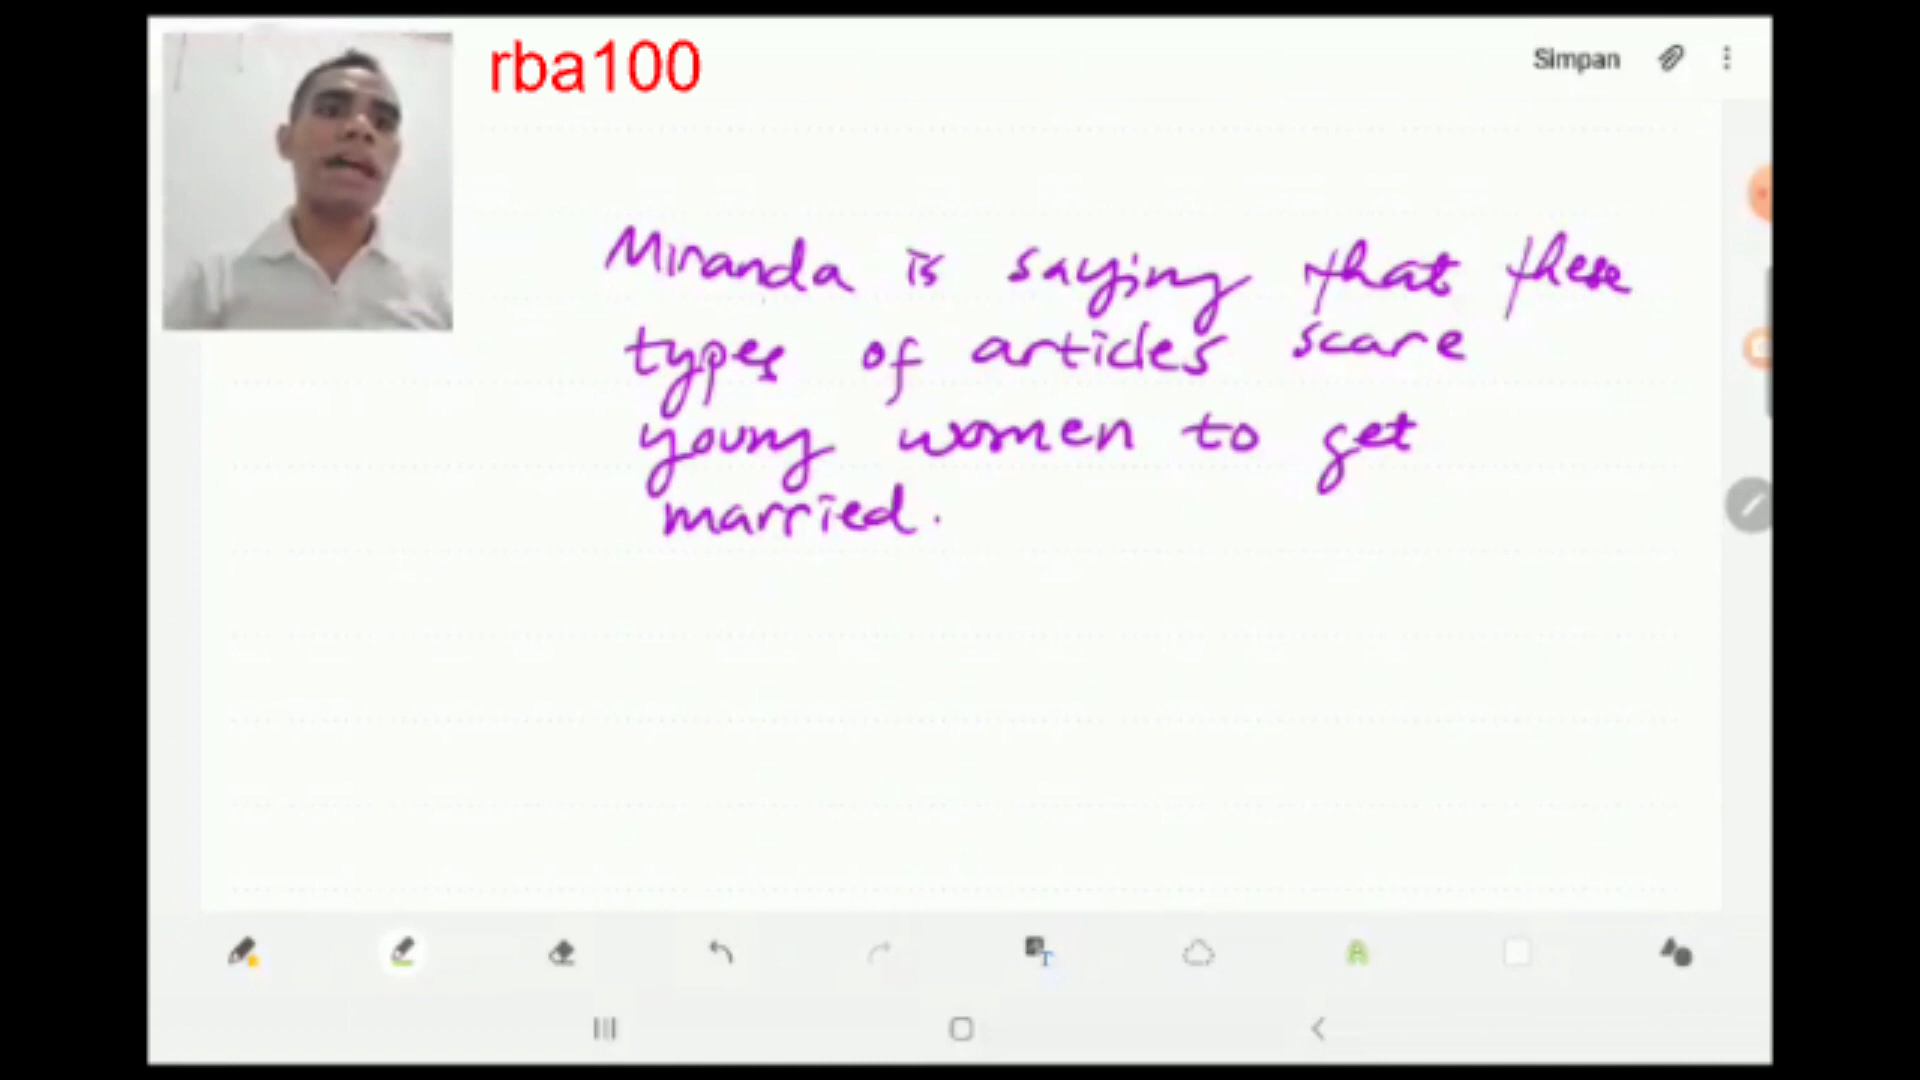 rba100
Simpan
Miranda is saying that these
types of articles scare
young women to get
married.